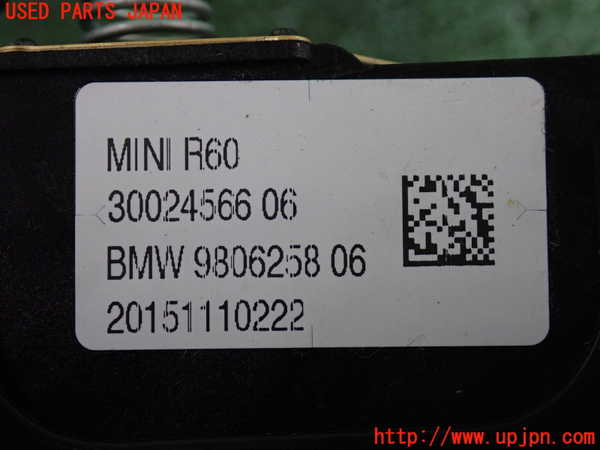 USED PARTS JAPAN
MINI R60
30024566 06
BMW 9806258 06
20151110222
http://www.upjpn.com/